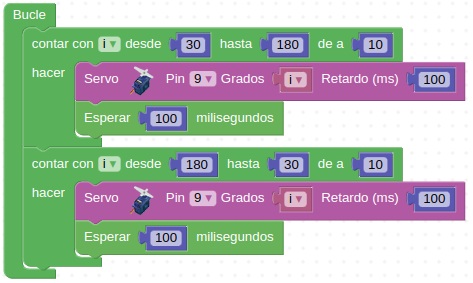 Bucle
contar con i desde 30 hasta 180 de a 10
hacer Servo Pin 9 Grados i Retardo (ms) 100
Esperar 100 milisegundos
contar con i desde 180 hasta 30 de a 10
hacer Servo Pin 9 Grados i Retardo (ms) 100
Esperar 100 milisegundos